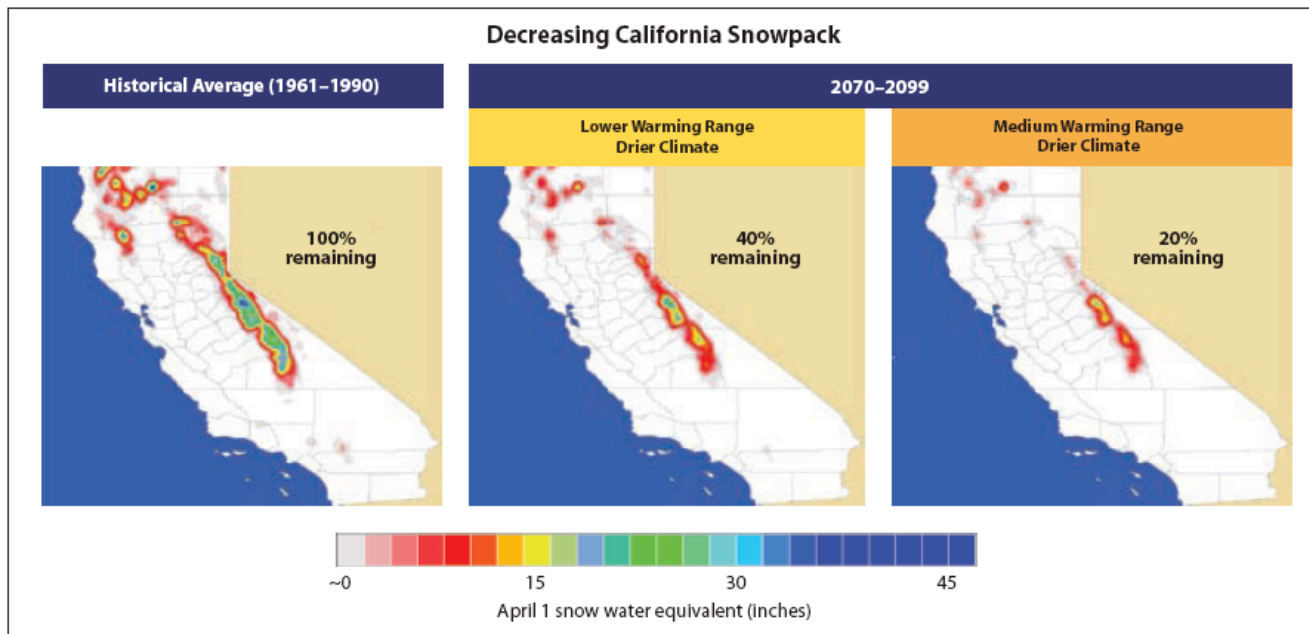 Decreasing California Snowpack
Historical Average (1961–1990)
2070–2099
Lower Warming Range
Drier Climate
Medium Warming Range
Drier Climate
100%
remaining
40%
remaining
20%
remaining
~0
15
30
45
April 1 snow water equivalent (inches)